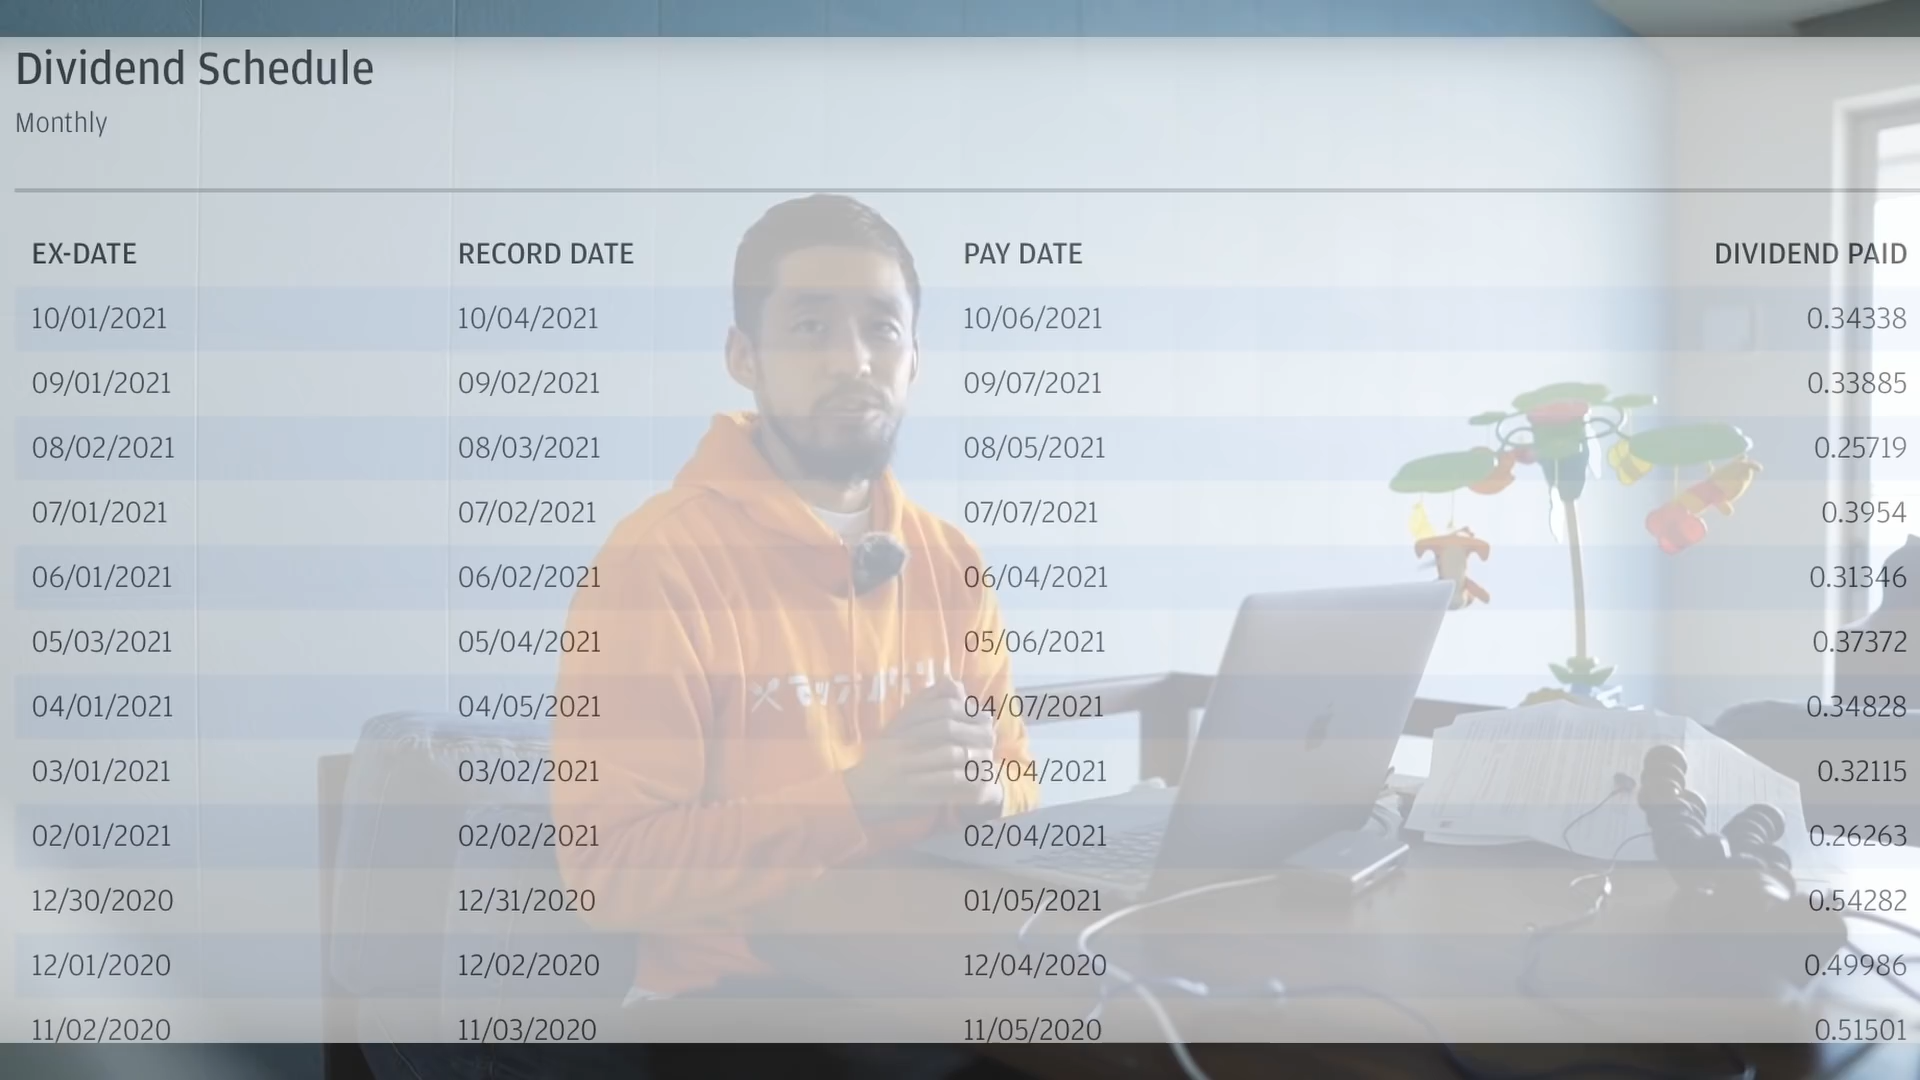 Dividend Schedule
Monthly
EX-DATE RECORD DATE PAY DATE DIVIDEND PAID
10/01/2021 10/04/2021 10/06/2021 0.34338
09/01/2021 09/02/2021 09/07/2021 0.33885
08/02/2021 08/03/2021 08/05/2021 0.25719
07/01/2021 07/02/2021 07/07/2021 0.3954
06/01/2021 06/02/2021 06/04/2021 0.31346
05/03/2021 05/04/2021 05/06/2021 0.37372
04/01/2021 04/05/2021 04/07/2021 0.34828
03/01/2021 03/02/2021 03/04/2021 0.32115
02/01/2021 02/02/2021 02/04/2021 0.26263
12/30/2020 12/31/2020 01/05/2021 0.54282
12/01/2020 12/02/2020 12/04/2020 0.49986
11/02/2020 11/03/2020 11/05/2020 0.51501